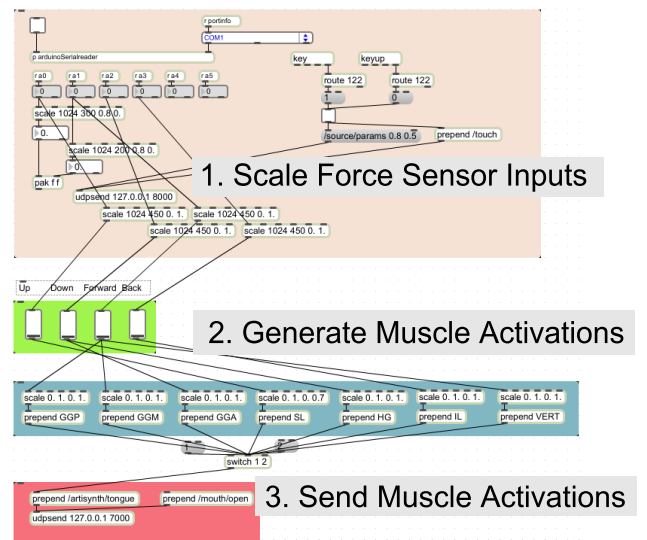 r portinfo
COM1
p arduinoSerialreader
key keyup
r a0 r a1 r a2 r a3 r a4 r a5
route 122 route 122
0 0 0 0 0 0
1 0
scale 1024 300 0.8 0.
0.
/source/params 0.8 0.5 prepend /touch
scale 1024 200 0.8 0.
0.
1. Scale Force Sensor Inputs
pak f f
udpsend 127.0.0.1 8000
scale 1024 450 0. 1. scale 1024 450 0. 1.
scale 1024 450 0. 1. scale 1024 450 0. 1.
Up Down Forward Back
2. Generate Muscle Activations
scale 0. 1. 0. 1. scale 0. 1. 0. 1. scale 0. 1. 0. 1. scale 0. 1. 0. 0.7 scale 0. 1. 0. 1. scale 0. 1. 0. 1. scale 0. 1. 0. 1.
prepend GGP prepend GGM prepend GGA prepend SL prepend HG prepend IL prepend VERT
1 2
switch 1 2
3. Send Muscle Activations
prepend /artisynth/tongue prepend /mouth/open
udpsend 127.0.0.1 7000